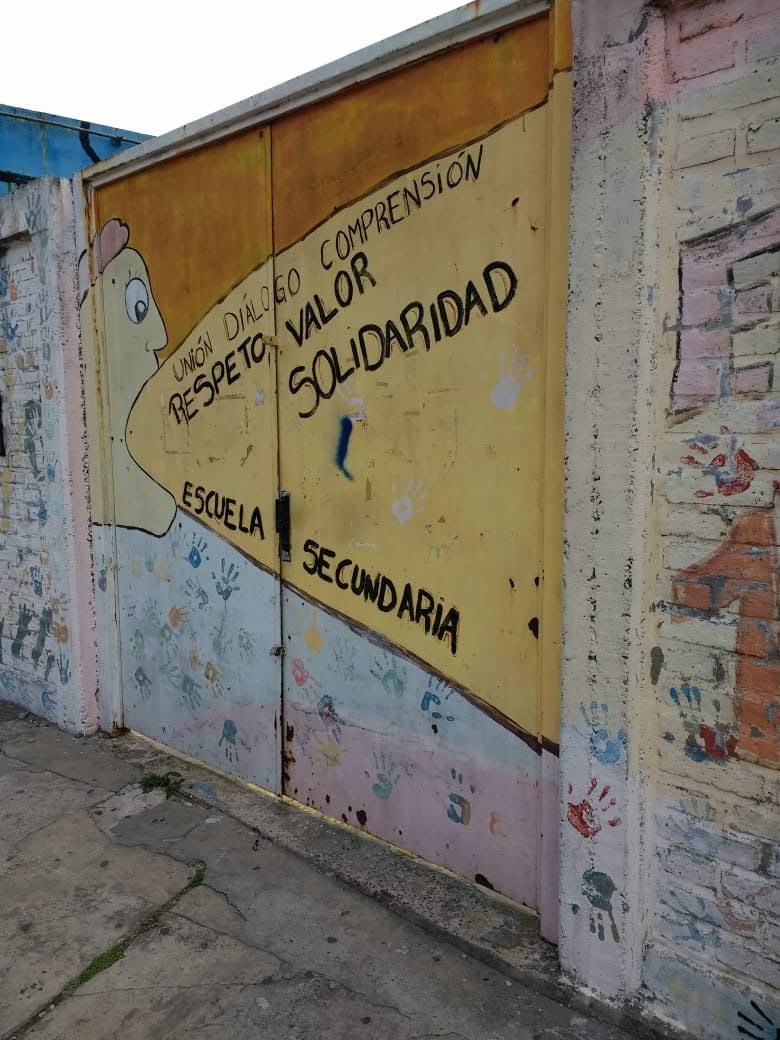 UNIÓN DIÁLOGO COMPRENSIÓN
RESPETO VALOR
SOLIDARIDAD
ESCUELA
SECUNDARIA